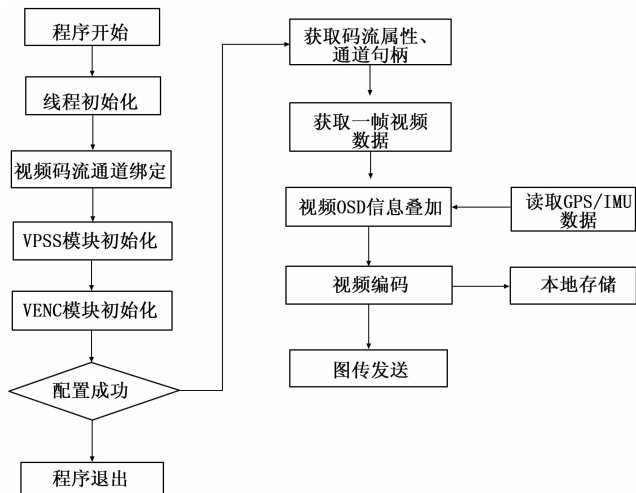 程序开始
线程初始化
视频码流通道绑定
VPSS模块初始化
VENC模块初始化
配置成功
程序退出
获取码流属性、
通道句柄
获取一帧视频
数据
视频OSD信息叠加
读取GPS/IMU
数据
视频编码
本地存储
图传发送